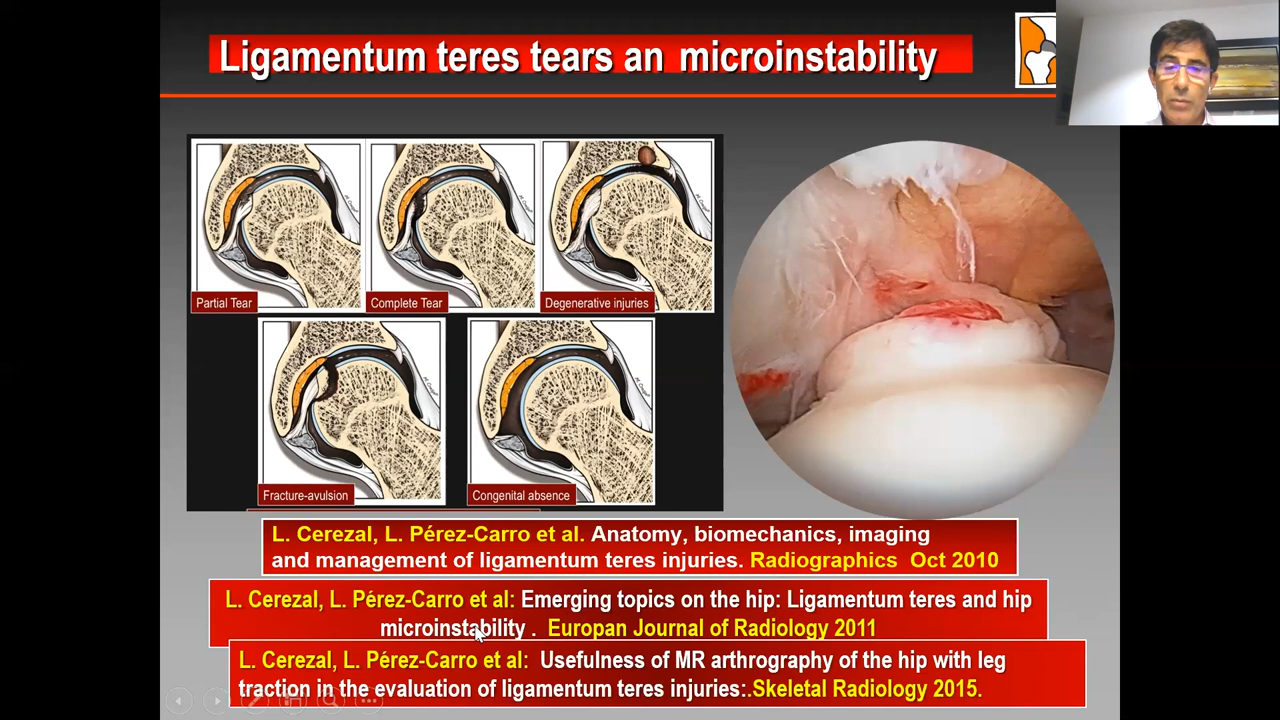 Ligamentum teres tears an microinstability
Partial Tear
Complete Tear
Degenerative injuries
Fracture-avulsion
Congenital absence
L. Cerezal, L. Pérez-Carro et al. Anatomy, biomechanics, imaging
and management of ligamentum teres injuries. Radiographics Oct 2010
L. Cerezal, L. Pérez-Carro et al: Emerging topics on the hip: Ligamentum teres and hip
microinstability . Europan Journal of Radiology 2011
L. Cerezal, L. Pérez-Carro et al: Usefulness of MR arthrography of the hip with leg
traction in the evaluation of ligamentum teres injuries:.Skeletal Radiology 2015.